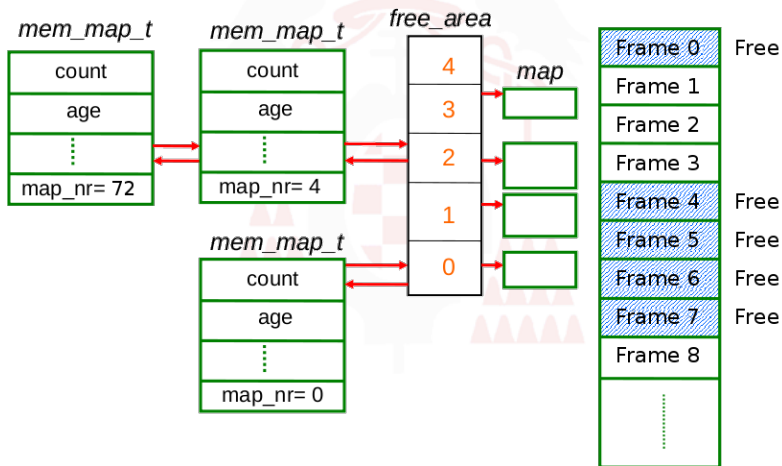 mem_map_t
count
age
map_nr= 72
mem_map_t
count
age
map_nr= 4
mem_map_t
count
age
map_nr= 0
free_area
4
3
2
1
0
map
Frame 0 Free
Frame 1
Frame 2
Frame 3
Frame 4 Free
Frame 5 Free
Frame 6 Free
Frame 7 Free
Frame 8